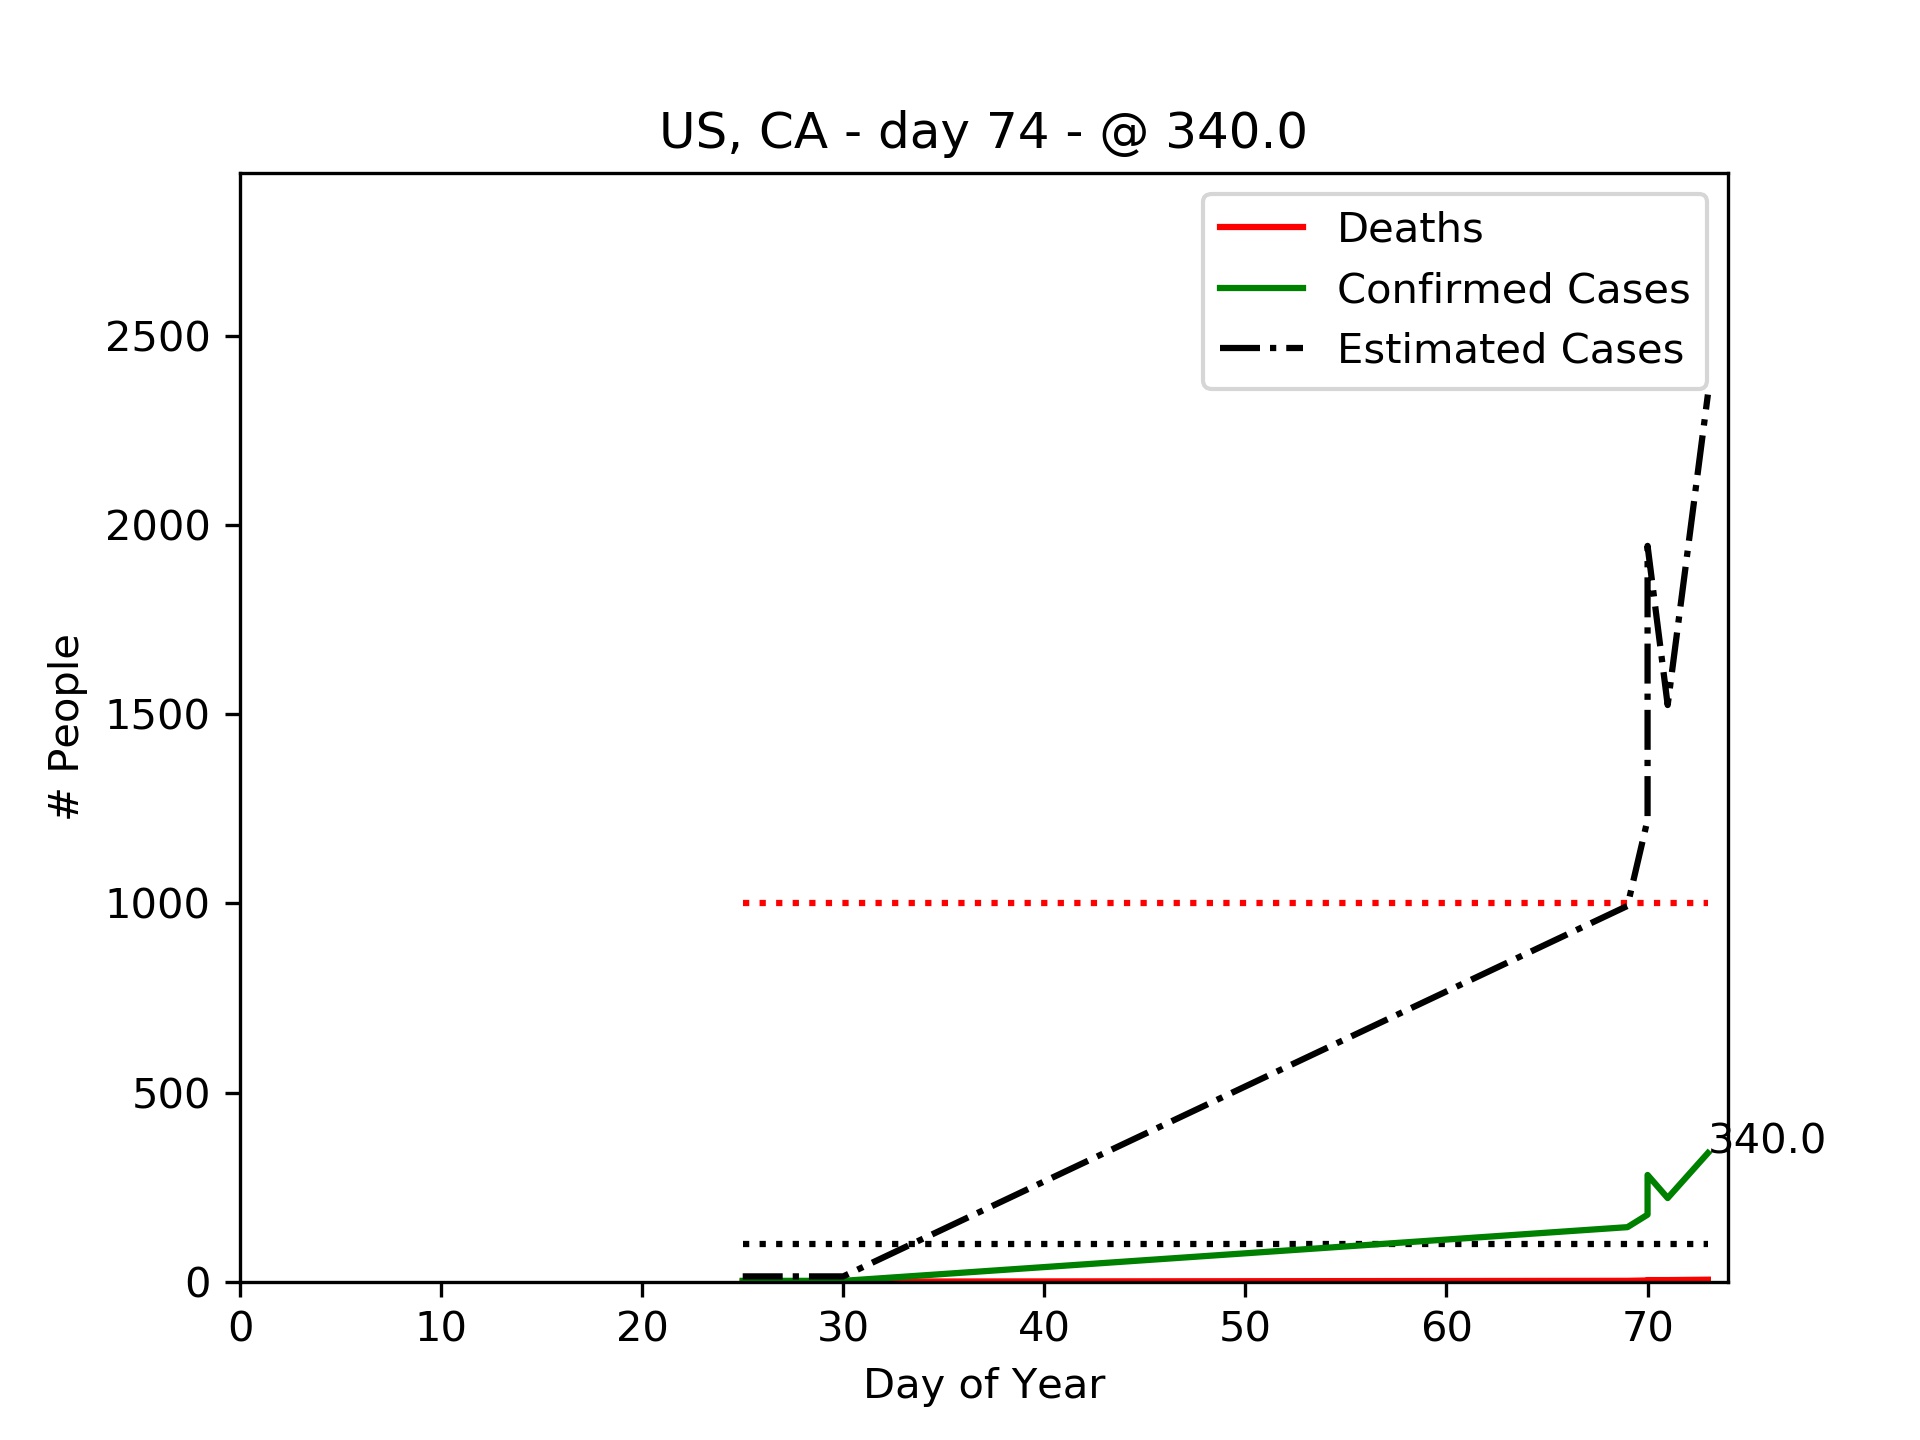 US, CA - day 74 - @ 340.0
Deaths
Confirmed Cases
Estimated Cases
2500
2000
1500
1000
500
0
# People
340.0
0 10 20 30 40 50 60 70
Day of Year